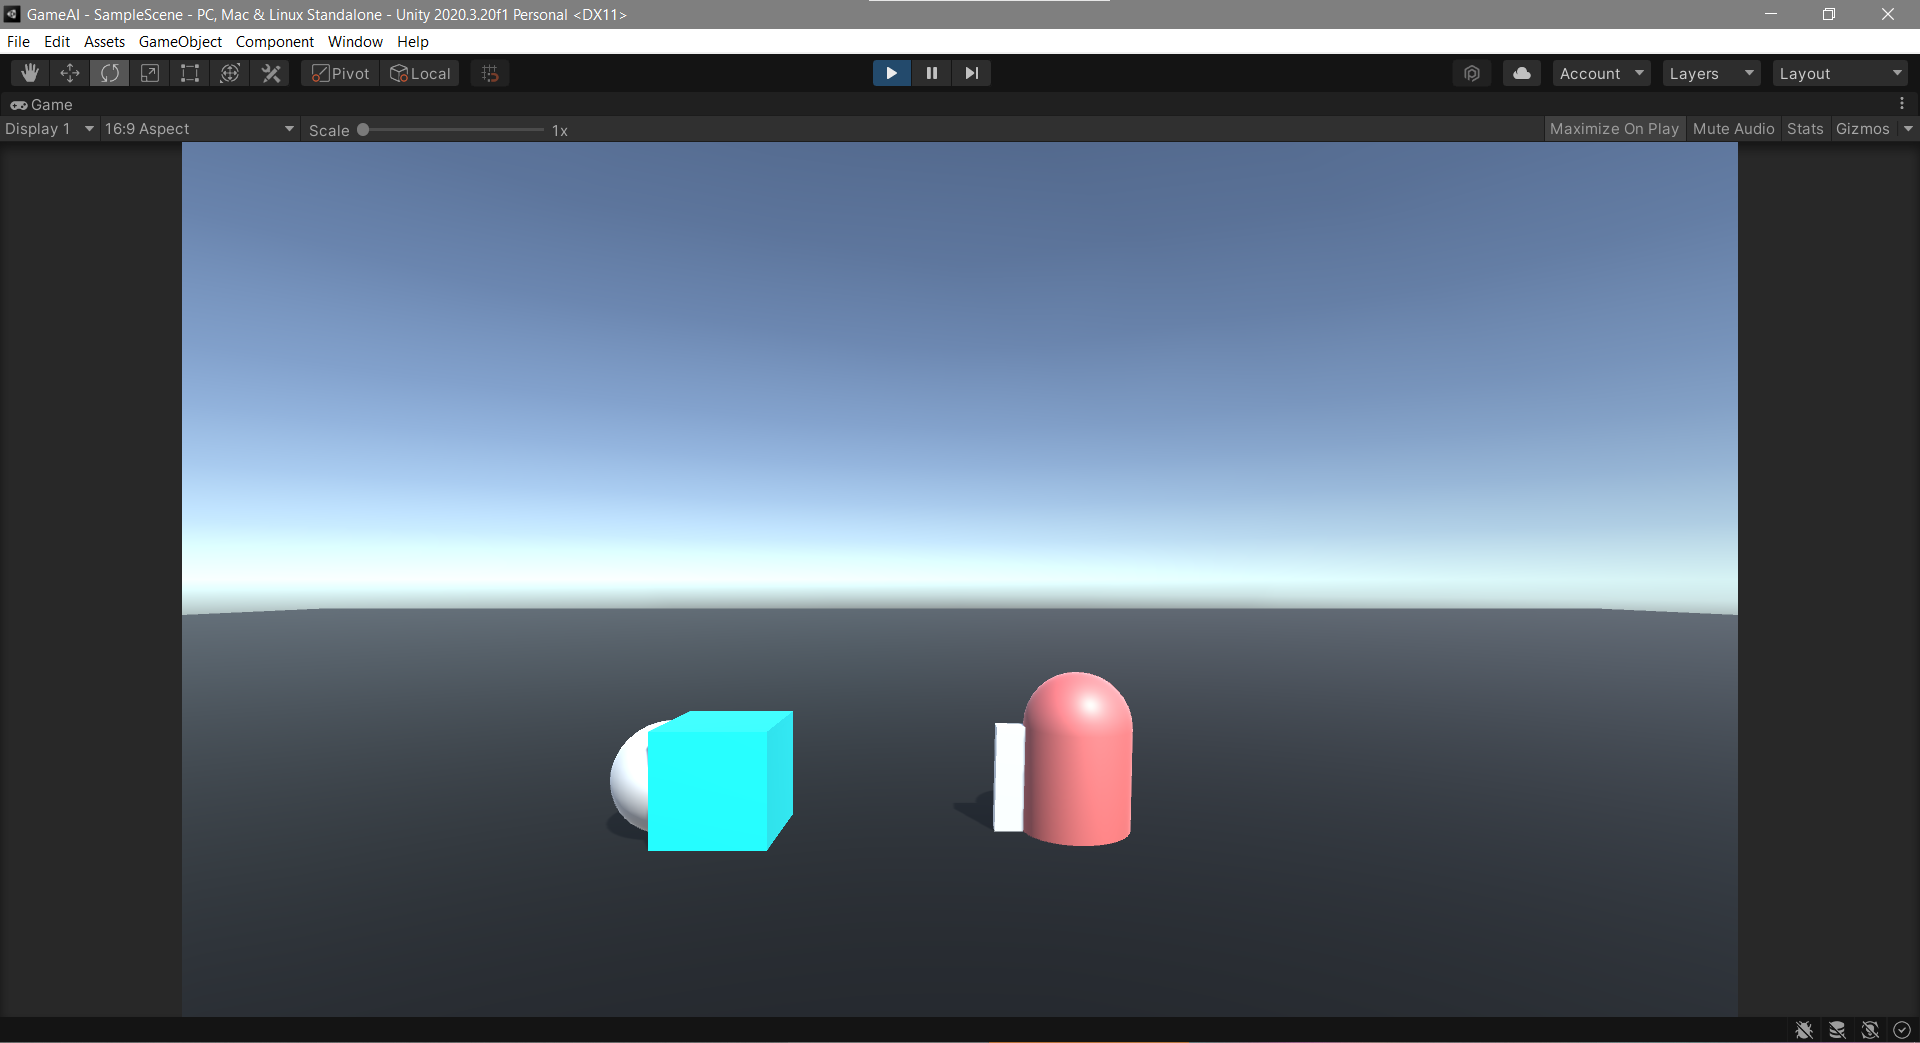 GameAI - SampleScene - PC, Mac & Linux Standalone - Unity 2020.3.20f1 Personal <DX11>
File Edit Assets GameObject Component Window Help
Pivot Local Account Layers Layout
Game
Display 1 16:9 Aspect Scale 1x Maximize On Play Mute Audio Stats Gizmos